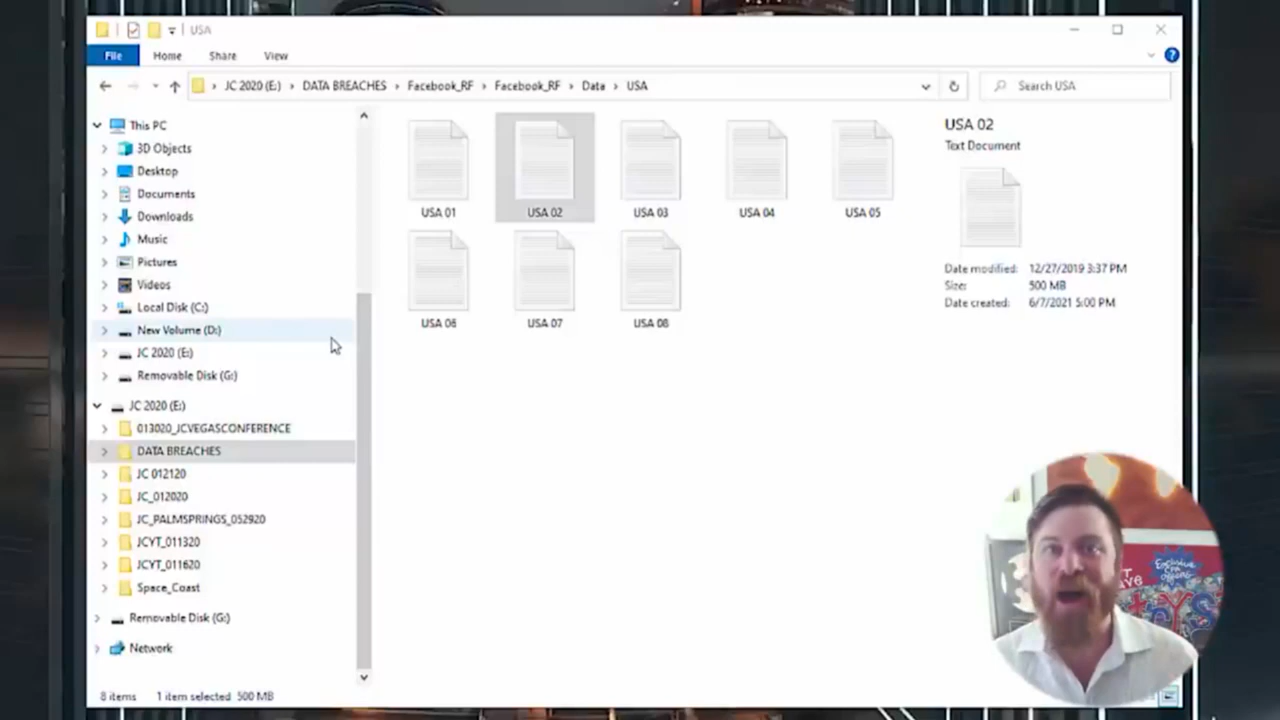 USA
File Home Share View
JC 2020 (E:) DATA BREACHES Facebook_RF Facebook_RF Data USA
Search USA
This PC
3D Objects
Desktop
Documents
Downloads
Music
Pictures
Videos
Local Disk (C:)
New Volume (D:)
JC 2020 (E:)
Removable Disk (G:)
JC 2020 (E:)
013020_JCVEGASCONFERENCE
DATA BREACHES
JC 012120
JC_012020
JC_PALMSPRINGS_052920
JCYT_011320
JCYT_011620
Space_Coast
Removable Disk (G:)
Network
USA 01 USA 02 USA 03 USA 04 USA 05
USA 06 USA 07 USA 08
USA 02
Text Document
Date modified: 12/27/2019 3:37 PM
Size: 500 MB
Date created: 6/7/2021 5:00 PM
Exclusive
8 items 1 item selected 500 MB